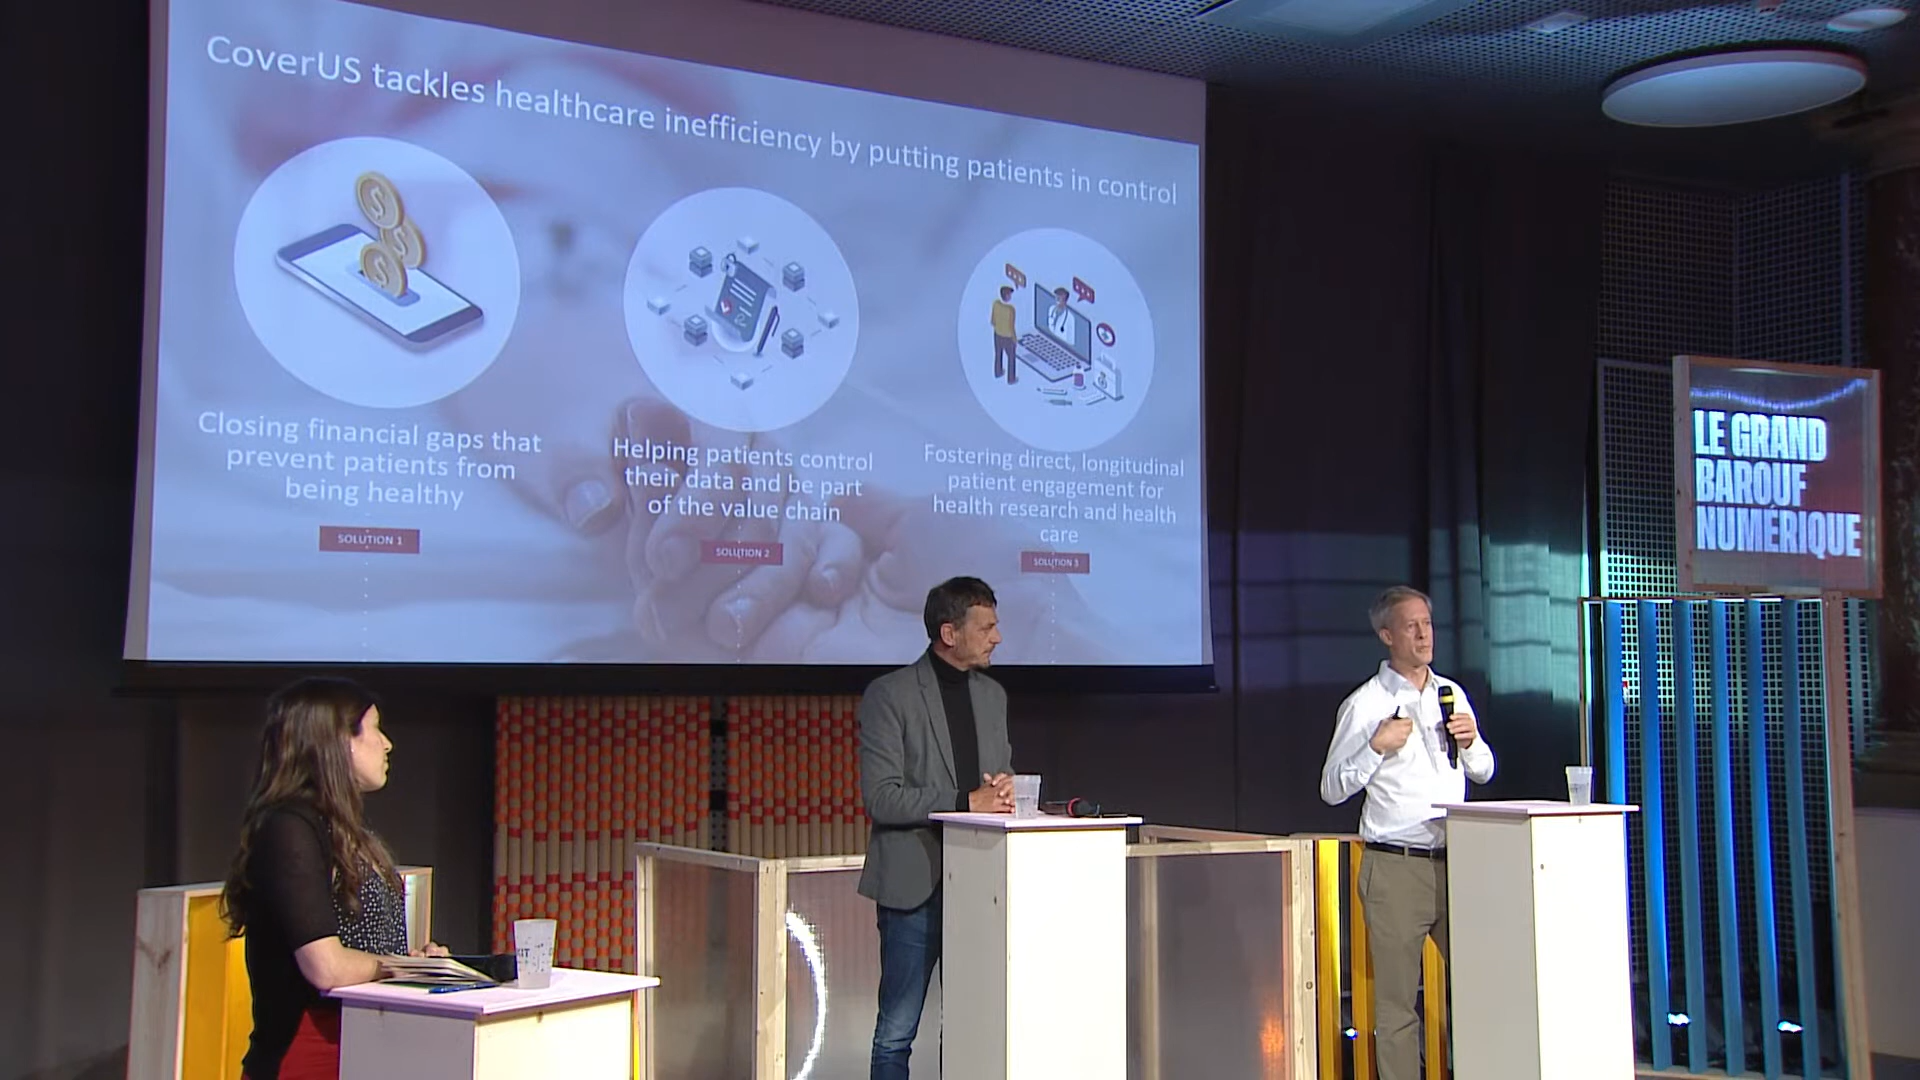 CoverUS tackles healthcare inefficiency by putting patients in control
Closing financial gaps that
prevent patients from
being healthy
SOLUTION 1
Helping patients control
their data and be part
of the value chain
SOLUTION 2
Fostering direct, longitudinal
patient engagement for
health research and health
care
SOLUTION 3
LE GRAND
BAROUF
NUMÉRIQUE